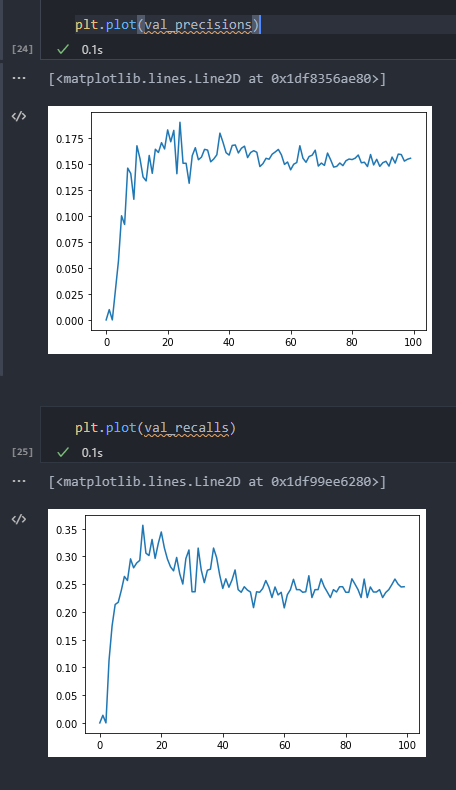 plt.plot(val_precisions)
[24]
0.1s
[<matplotlib.lines.Line2D at 0x1df8356ae80>]
0.175
0.150
0.125
0.100
0.075
0.050
0.025
0.000
0 20 40 60 80 100
plt.plot(val_recalls)
[25]
0.1s
[<matplotlib.lines.Line2D at 0x1df99ee6280>]
0.35
0.30
0.25
0.20
0.15
0.10
0.05
0.00
0 20 40 60 80 100